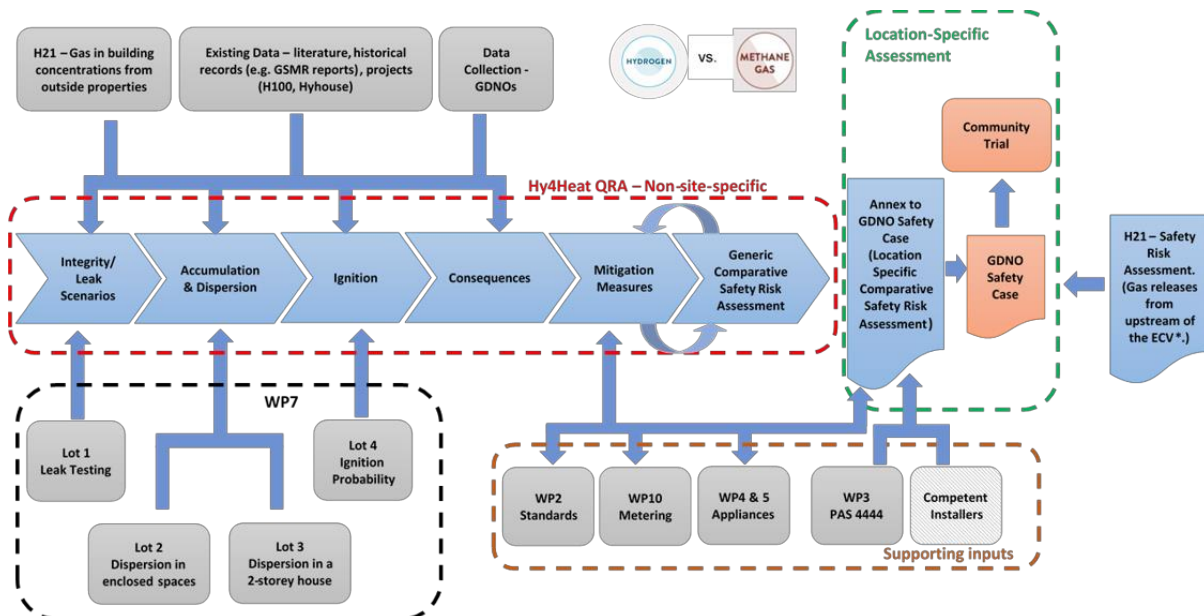 H21 – Gas in building
concentrations from
outside properties
Existing Data – literature, historical
records (e.g. GSMR reports), projects
(H100, Hyhouse)
Data
Collection -
GDNOs
HYDROGEN
VS.
METHANE
GAS
Location-Specific
Assessment
Community
Trial
Hy4Heat QRA – Non-site-specific
Integrity/
Leak
Scenarios
Accumulation
& Dispersion
Ignition
Consequences
Mitigation
Measures
Generic
Comparative
Safety Risk
Assessment
Annex to
GDNO Safety
Case
(Location
Specific
Comparative
Safety Risk
Assessment)
GDNO
Safety
Case
H21 – Safety
Risk
Assessment.
(Gas releases
from
upstream of
the ECV*.)
WP7
Lot 1
Leak Testing
Lot 4
Ignition
Probability
Lot 2
Dispersion in
enclosed spaces
Lot 3
Dispersion in a
2-storey house
WP2
Standards
WP10
Metering
WP4 & 5
Appliances
WP3
PAS 4444
Competent
Installers
Supporting inputs